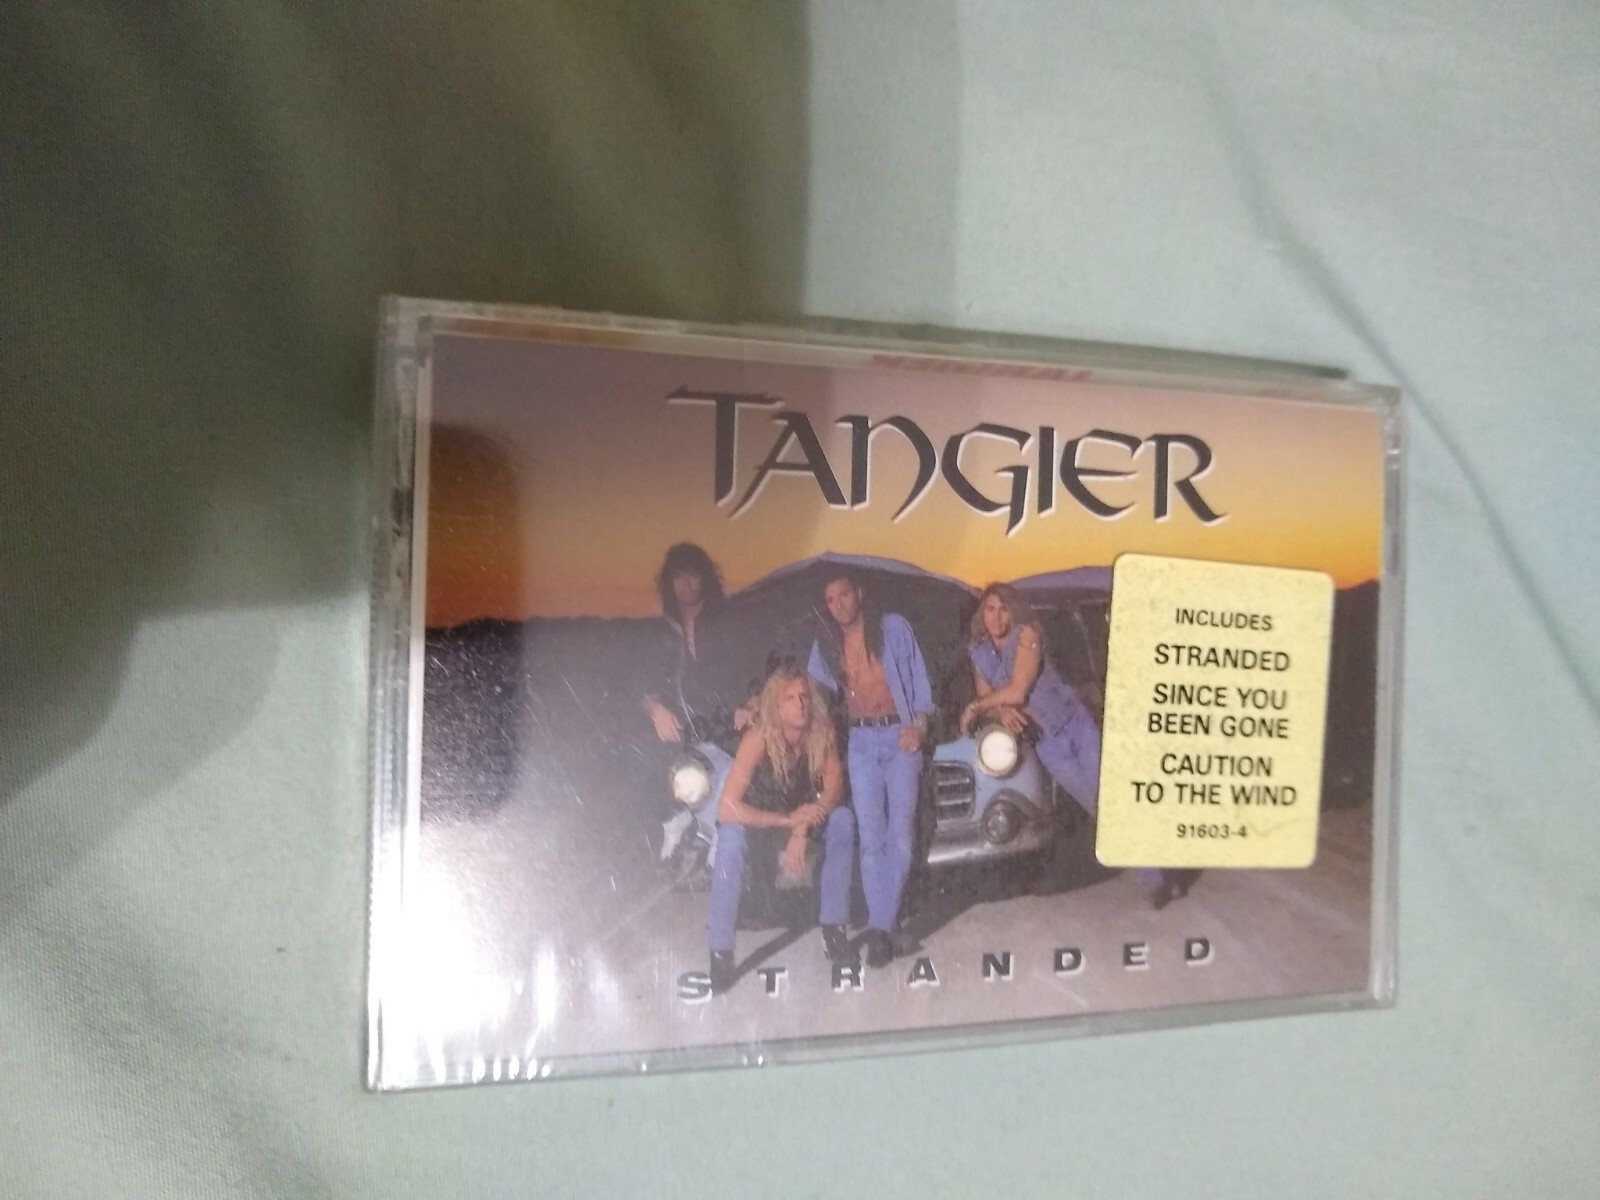 TANGIER
INCLUDES
STRANDED
SINCE YOU
BEEN GONE
CAUTION
TO THE WIND
91603-4
STRANDED